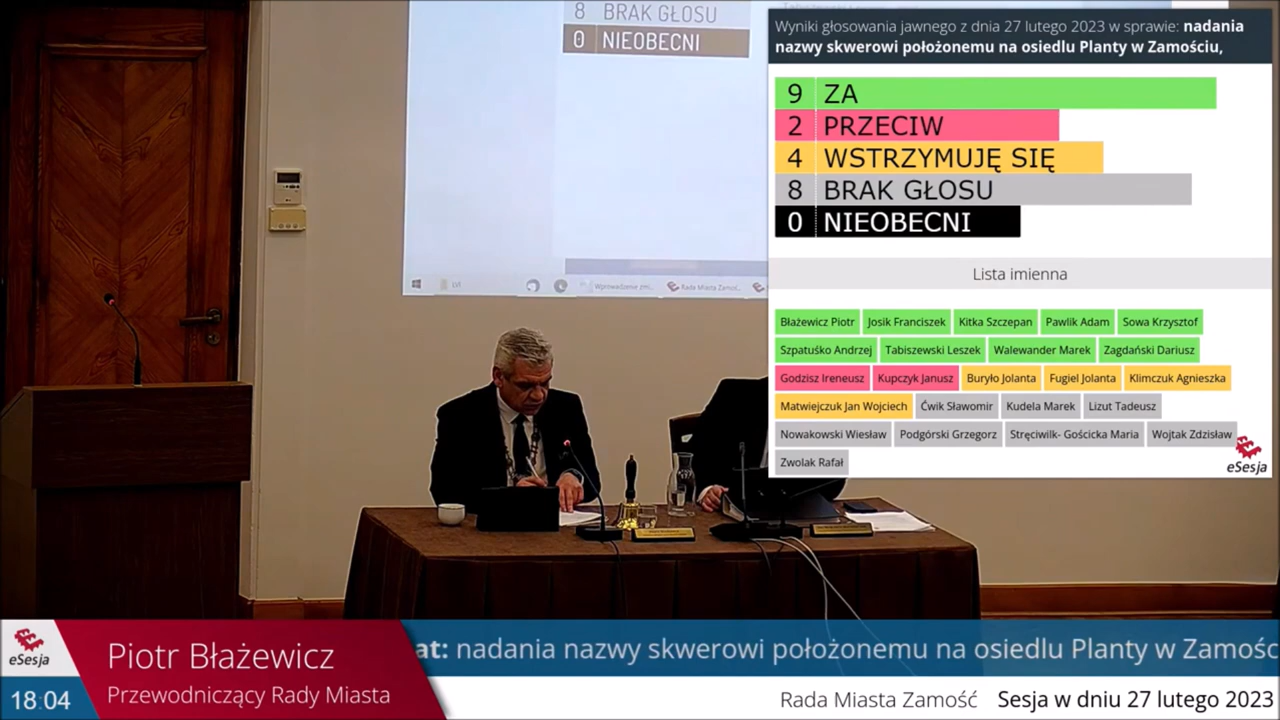 8 BRAK GŁOSU
0 NIEOBECNI
Wyniki głosowania jawnego z dnia 27 lutego 2023 w sprawie: nadania
nazwy skwerowi położonemu na osiedlu Planty w Zamościu,
9 ZA
2 PRZECIW
4 WSTRZYMUJĘ SIĘ
8 BRAK GŁOSU
0 NIEOBECNI
Lista imienna
Błażewicz Piotr Josik Franciszek Kitka Szczepan Pawlik Adam Sowa Krzysztof
Szpatuśko Andrzej Tabiszewski Leszek Walewander Marek Zagdański Dariusz
Godzisz Ireneusz Kupczyk Janusz Buryło Jolanta Fugiel Jolanta Klimczuk Agnieszka
Matwiejczuk Jan Wojciech Ćwik Sławomir Kudela Marek Lizut Tadeusz
Nowakowski Wiesław Podgórski Grzegorz Stręciwilk- Gościcka Maria Wojtak Zdzisław
Zwolak Rafał
eSesja
eSesja
18:04
Piotr Błażewicz
Przewodniczący Rady Miasta
at: nadania nazwy skwerowi położonemu na osiedlu Planty w Zamośc
Rada Miasta Zamość Sesja w dniu 27 lutego 2023